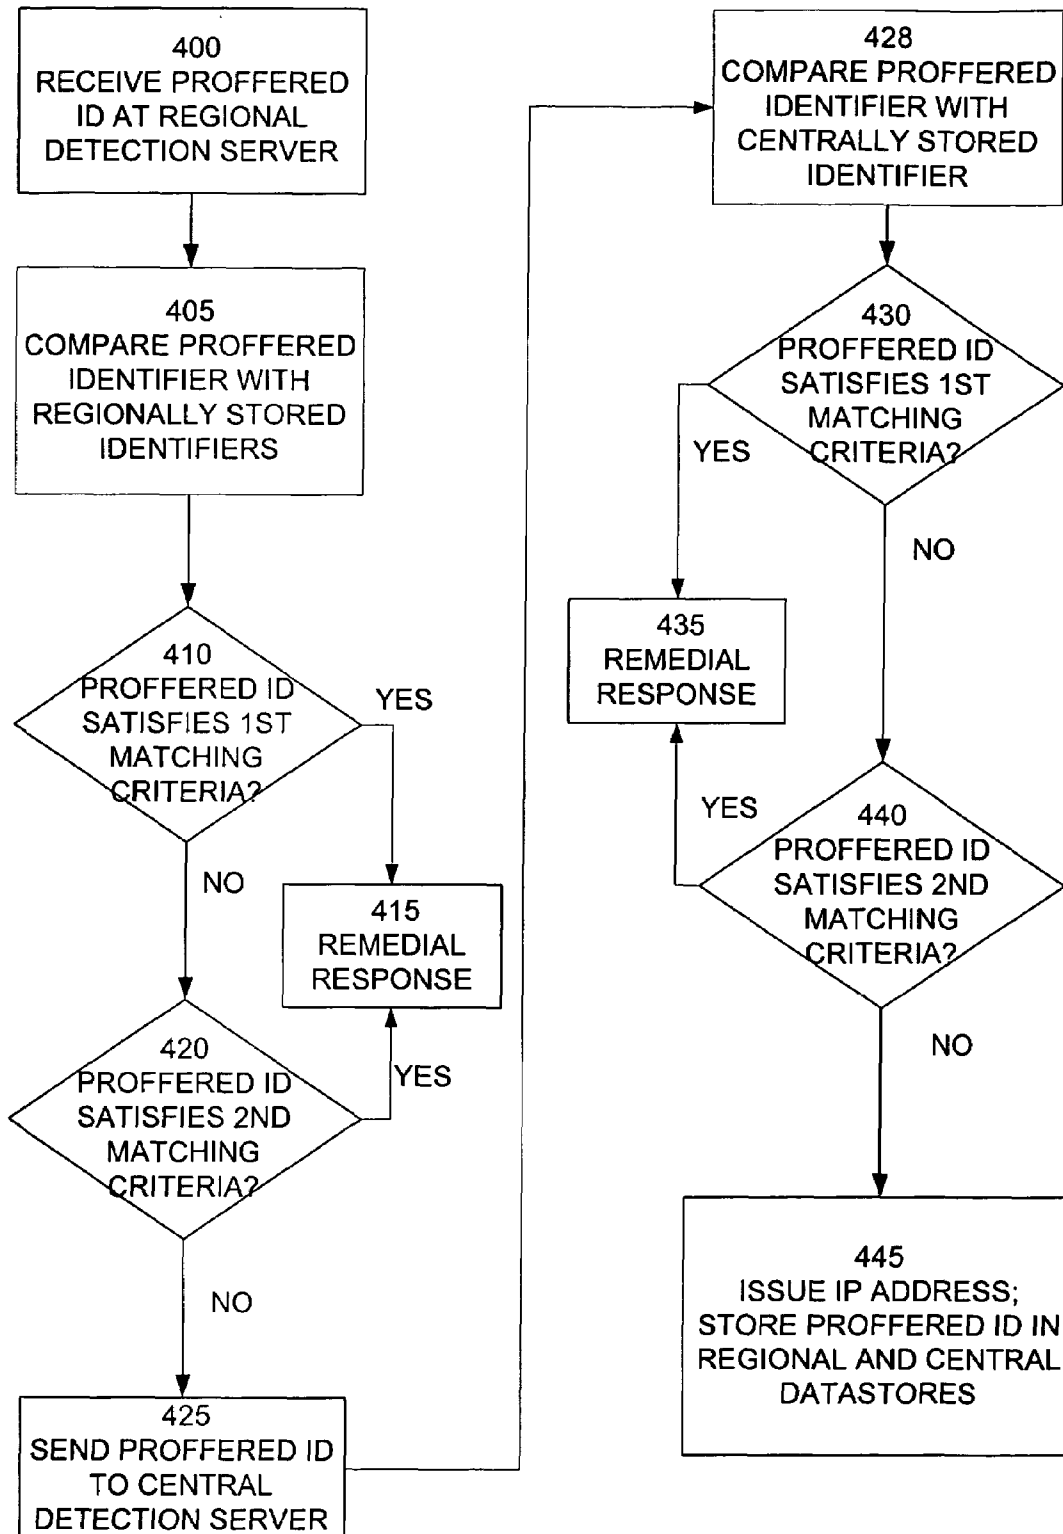 400
RECEIVE PROFFERED
ID AT REGIONAL
DETECTION SERVER
405
COMPARE PROFFERED
IDENTIFIER WITH
REGIONALLY STORED
IDENTIFIERS
410
PROFFERED ID
SATISFIES 1ST
MATCHING
CRITERIA?
YES
NO
415
REMEDIAL
RESPONSE
420
PROFFERED ID
SATISFIES 2ND
MATCHING
CRITERIA?
YES
NO
425
SEND PROFFERED ID
TO CENTRAL
DETECTION SERVER
428
COMPARE PROFFERED
IDENTIFIER WITH
CENTRALLY STORED
IDENTIFIER
430
PROFFERED ID
SATISFIES 1ST
MATCHING
CRITERIA?
YES
NO
435
REMEDIAL
RESPONSE
YES
440
PROFFERED ID
SATISFIES 2ND
MATCHING
CRITERIA?
NO
445
ISSUE IP ADDRESS;
STORE PROFFERED ID IN
REGIONAL AND CENTRAL
DATASTORES